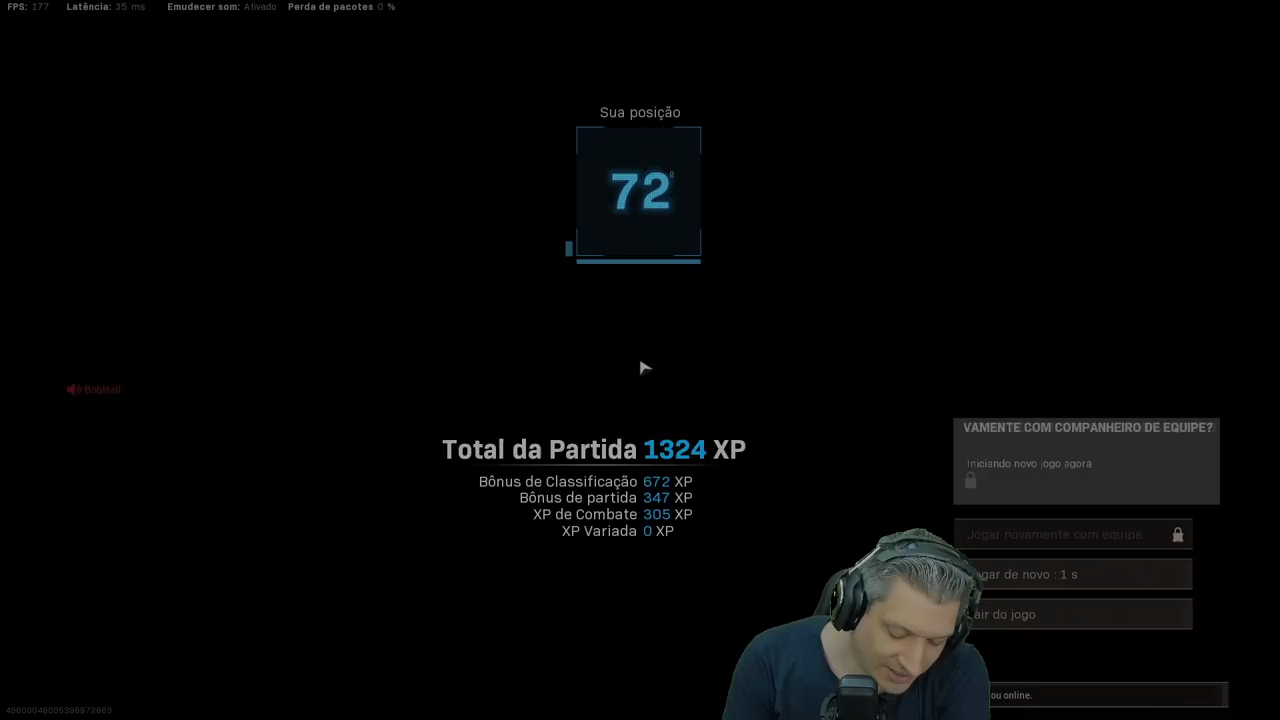 FPS: 177 Latência: 35 ms Emudecer som: Ativado Perda de pacotes 0 %
Sua posição
72º
BobHall
Total da Partida 1324 XP
Bônus de Classificação 672 XP
Bônus de partida 347 XP
XP de Combate 305 XP
XP Variada 0 XP
VAMENTE COM COMPANHEIRO DE EQUIPE?
Iniciando novo jogo agora
Jogar novamente com equipe
gar de novo : 1 s
air do jogo
ou online.